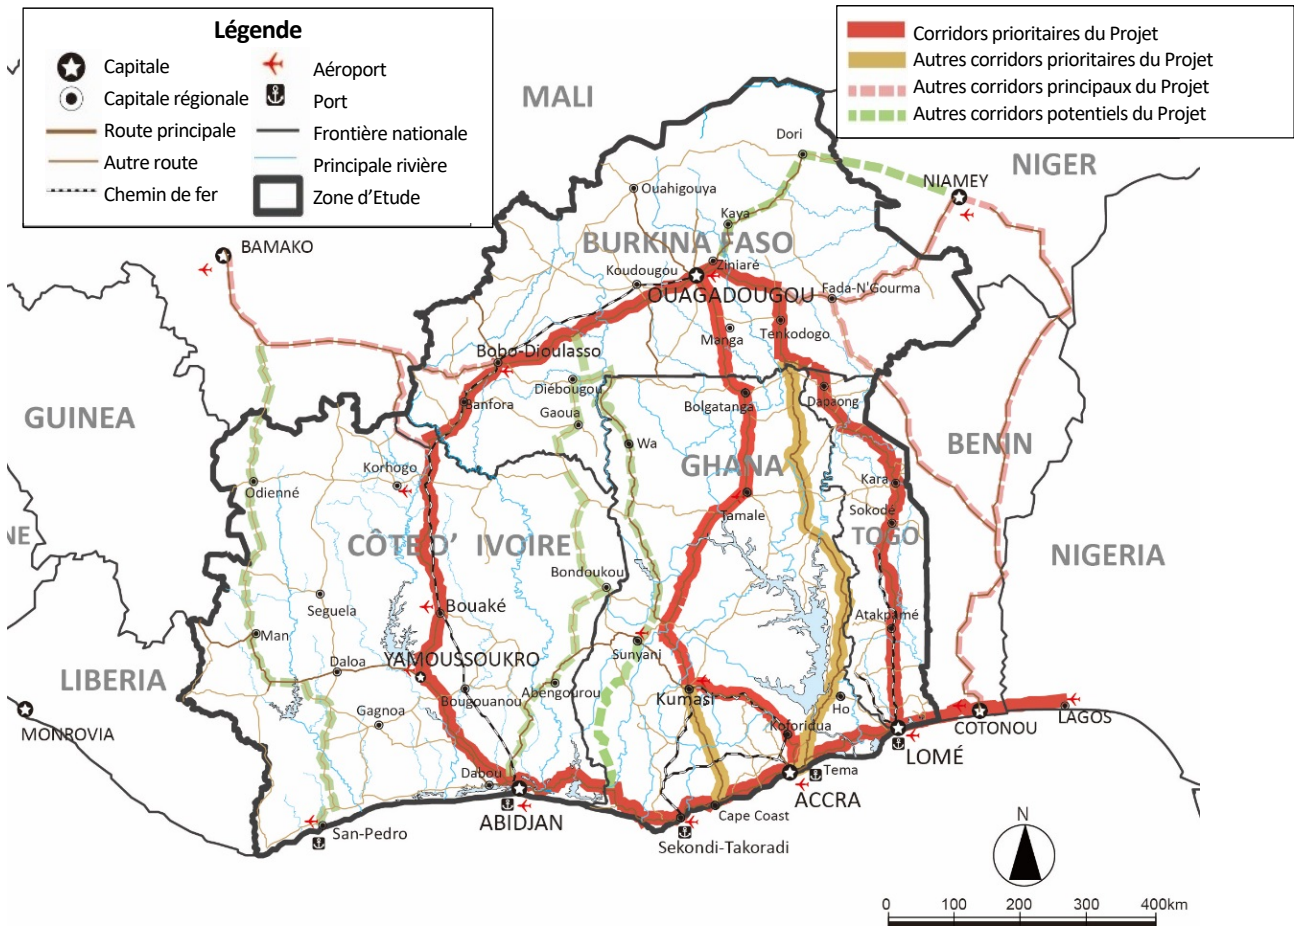 Légende
Capitale
Capitale régionale
Route principale
Autre route
Chemin de fer
Aéroport
Port
Frontière nationale
Principale rivière
Zone d'Etude
Corridors prioritaires du Projet
Autres corridors prioritaires du Projet
Autres corridors principaux du Projet
Autres corridors potentiels du Projet
MALI
NIGER
Dori
NIAMEY
Ouahigouya
Kaya
BURKINA FASO
BAMAKO
Koudougou
Ziniaré
OUAGADOUGOU
Fada-N'Gourma
Tenkodogo
Manga
Bobo-Dioulasso
Diébougou
Dapaong
Banfora
Gaoua
Bolgatanga
GUINEA
Wa
BENIN
Korhogo
GHANA
Kara
Odienné
Sokodé
Tamale
NE
CÔTE D' IVOIRE
TOGO
NIGERIA
Bondoukou
Seguela
Bouaké
Atakpamé
Man
Sunyani
Daloa
YAMOUSSOUKRO
LIBERIA
Bougouanou
Abengourou
Kumasi
Ho
Gagnoa
Koforidua
COTONOU
LAGOS
MONROVIA
LOMÉ
Dabou
Tema
ACCRA
ABIDJAN
Cape Coast
San-Pedro
Sekondi-Takoradi
N
0 100 200 300 400km